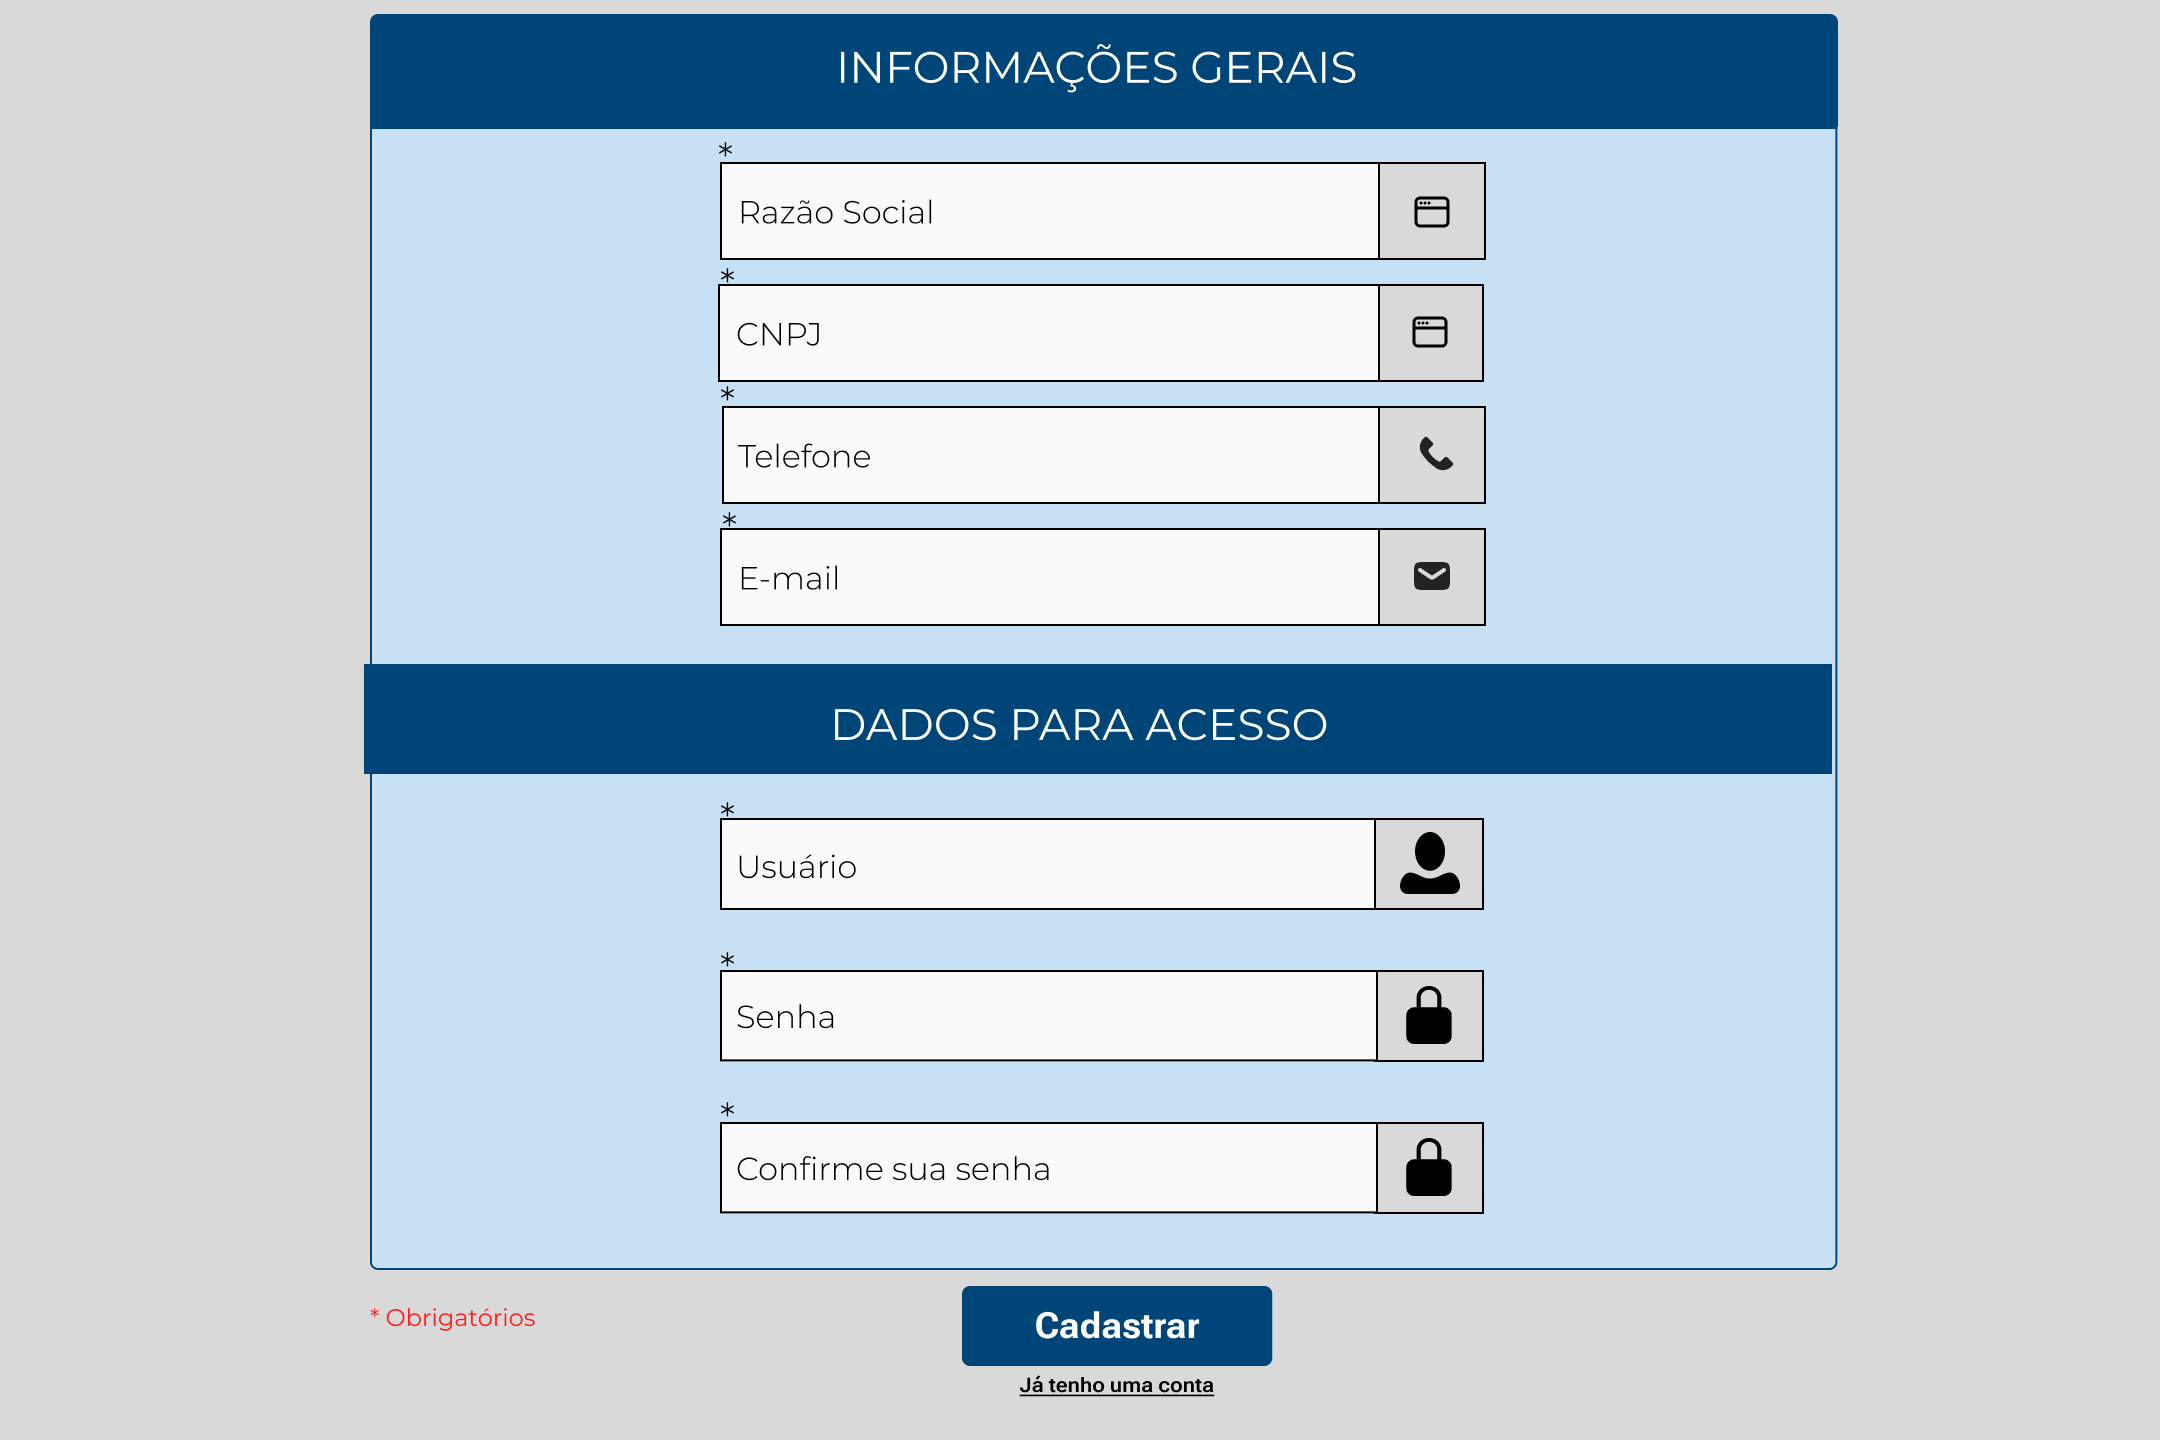 INFORMAÇÕES GERAIS
*
Razão Social
*
CNPJ
*
Telefone
*
E-mail
DADOS PARA ACESSO
*
Usuário
*
Senha
*
Confirme sua senha
* Obrigatórios
Cadastrar
Já tenho uma conta